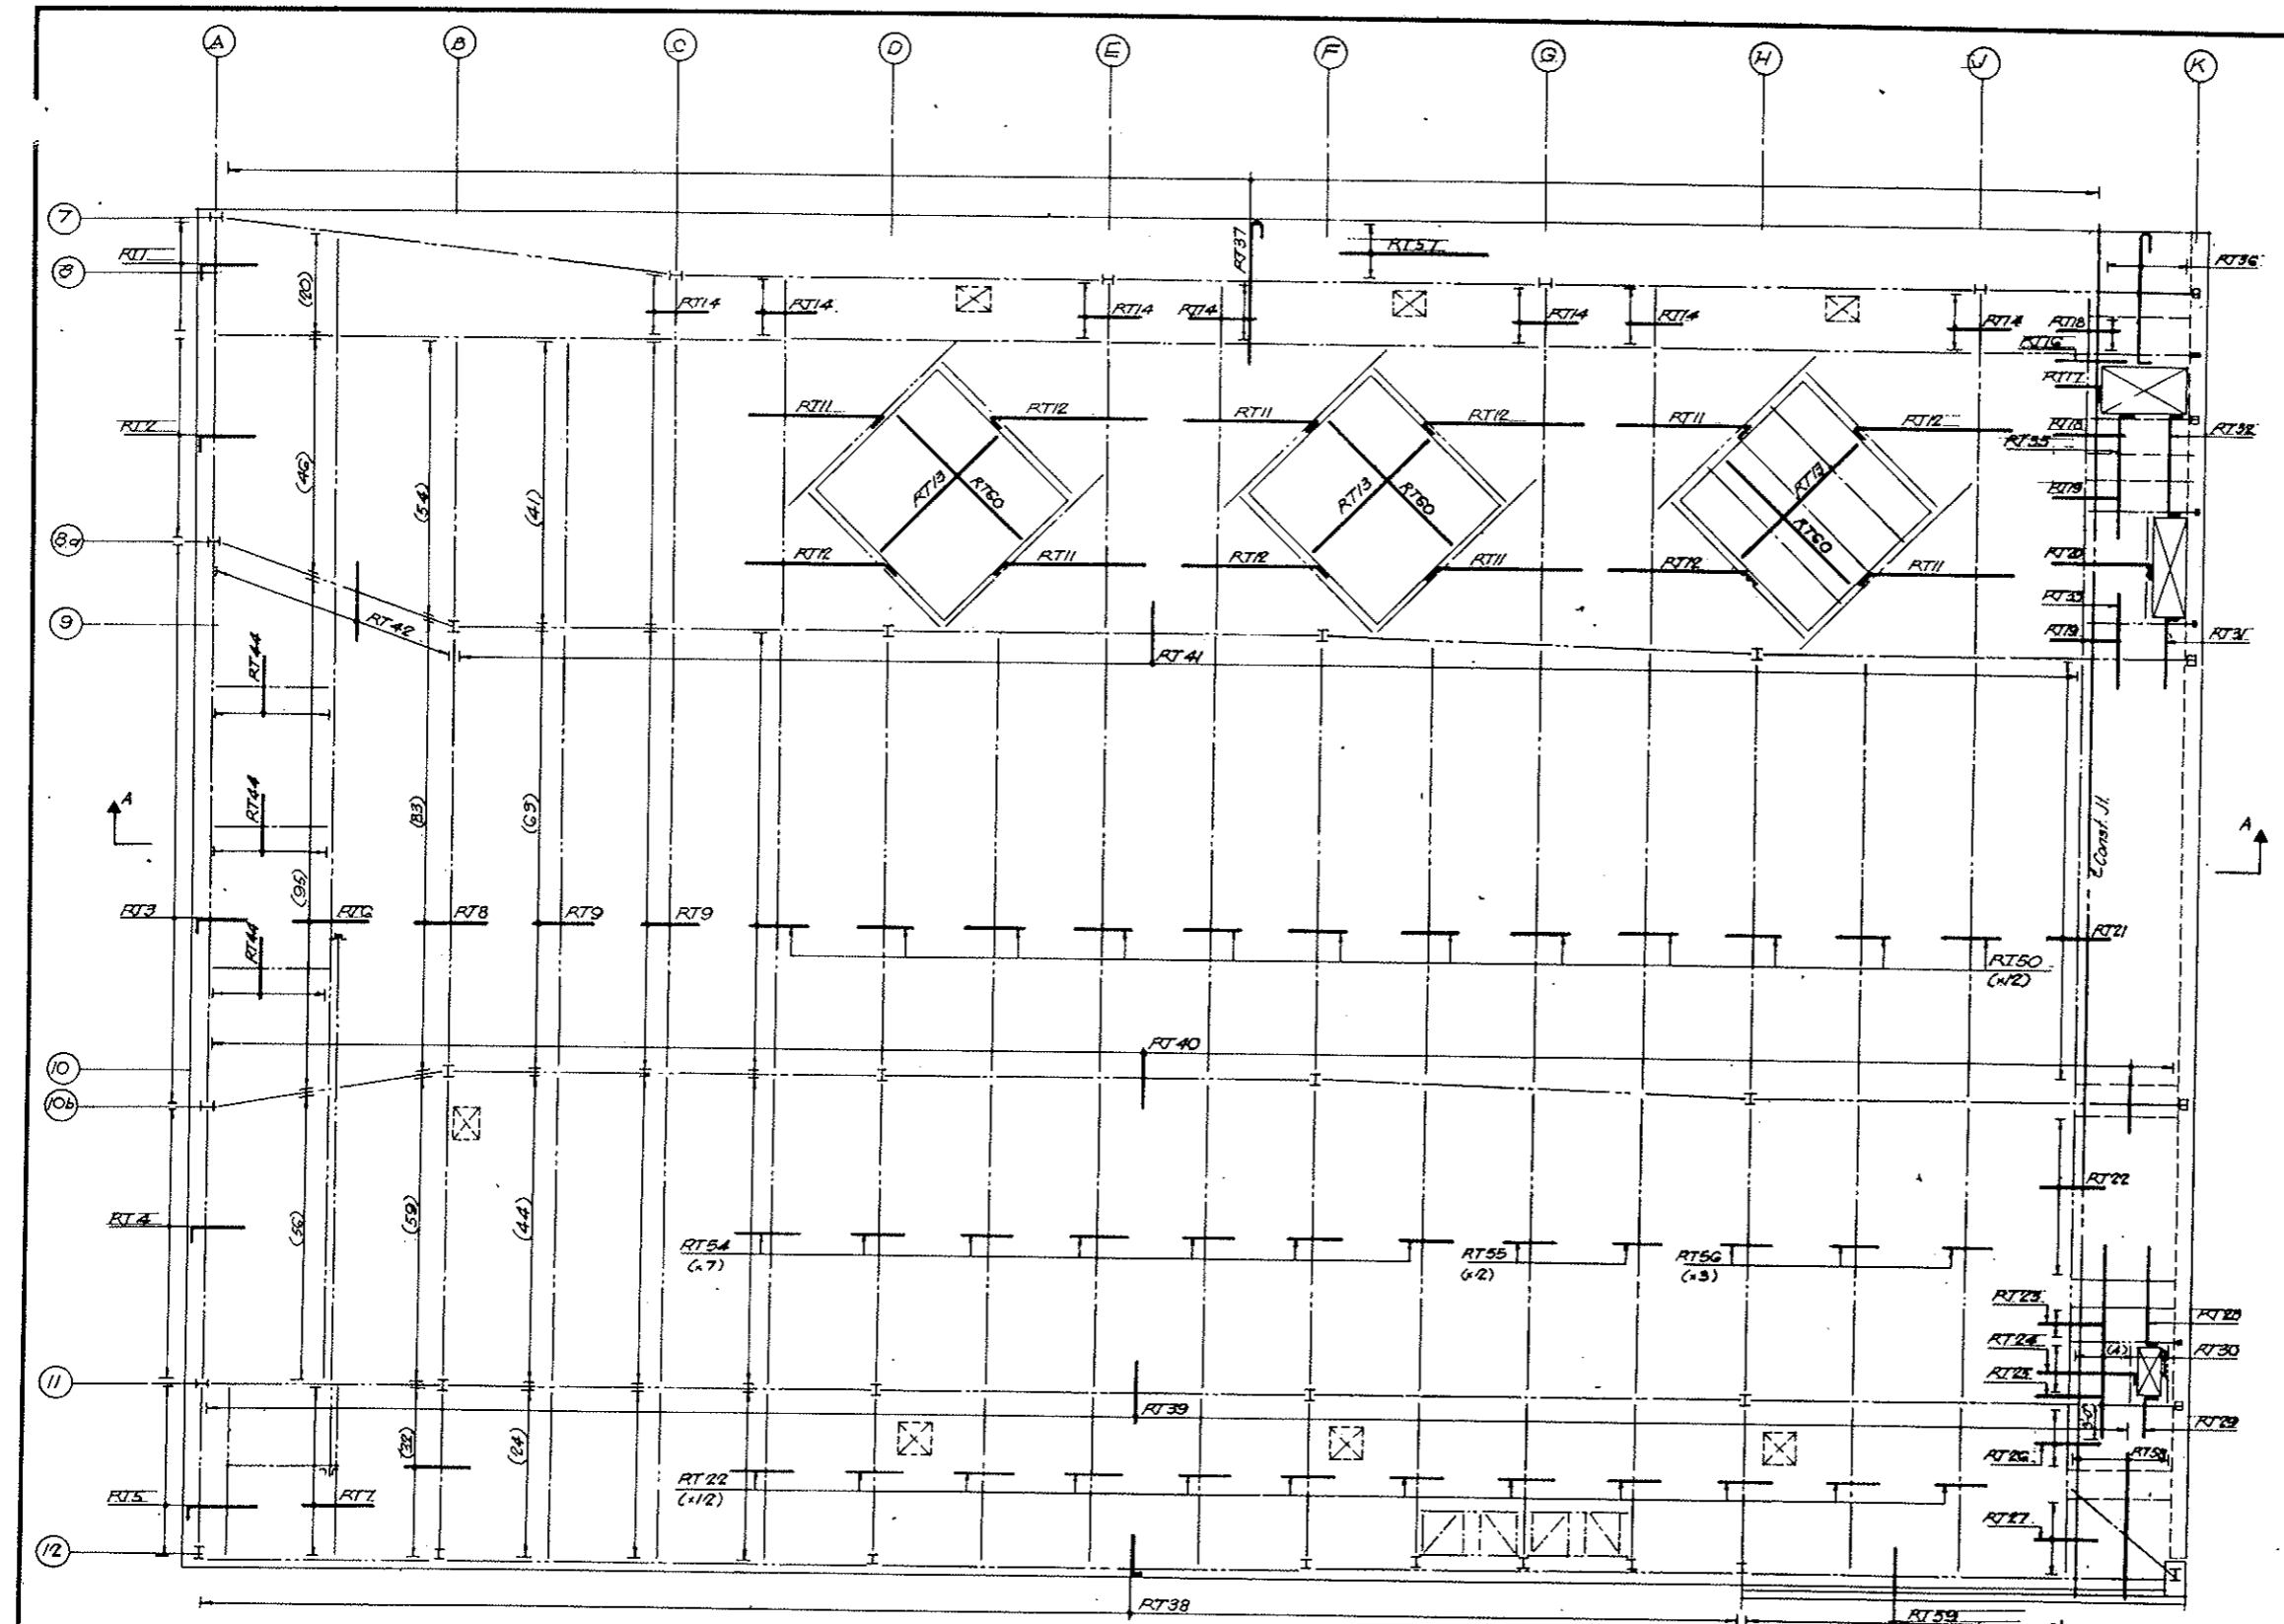 A B C D E F G H J K
7
RT37
RT57
RT1
8
RT36
(20)
RT14 RT14 RT14 RT14 RT14 RT14 RT14
RT18
RT16
RT17
RT11 RT12 RT11 RT12 RT11 RT12
RT2
RT32
(46) (54) (41)
RT13 RT60 RT13 RT60 RT13 RT60
RT19
8a
RT12 RT11 RT12 RT11 RT12 RT11
RT20
RT33
9
RT42
RT19
RT31
RT41
RT44
A
RT44
(83) (69)
Const. Jt.
A
(95)
RT3
RT6
RT8
RT9
RT9
RT21
RT44
RT50
(x12)
RT40
10
10b
RT22
RT4
(56) (59) (44)
RT54
(x7)
RT55
(x2)
RT56
(x3)
RT23
RT28
RT24
(4)
RT30
11
RT25
RT39
RT29
(32) (24)
RT26
RT58
RT22
(x12)
RT5
RT7
RT27
12
RT38
RT59